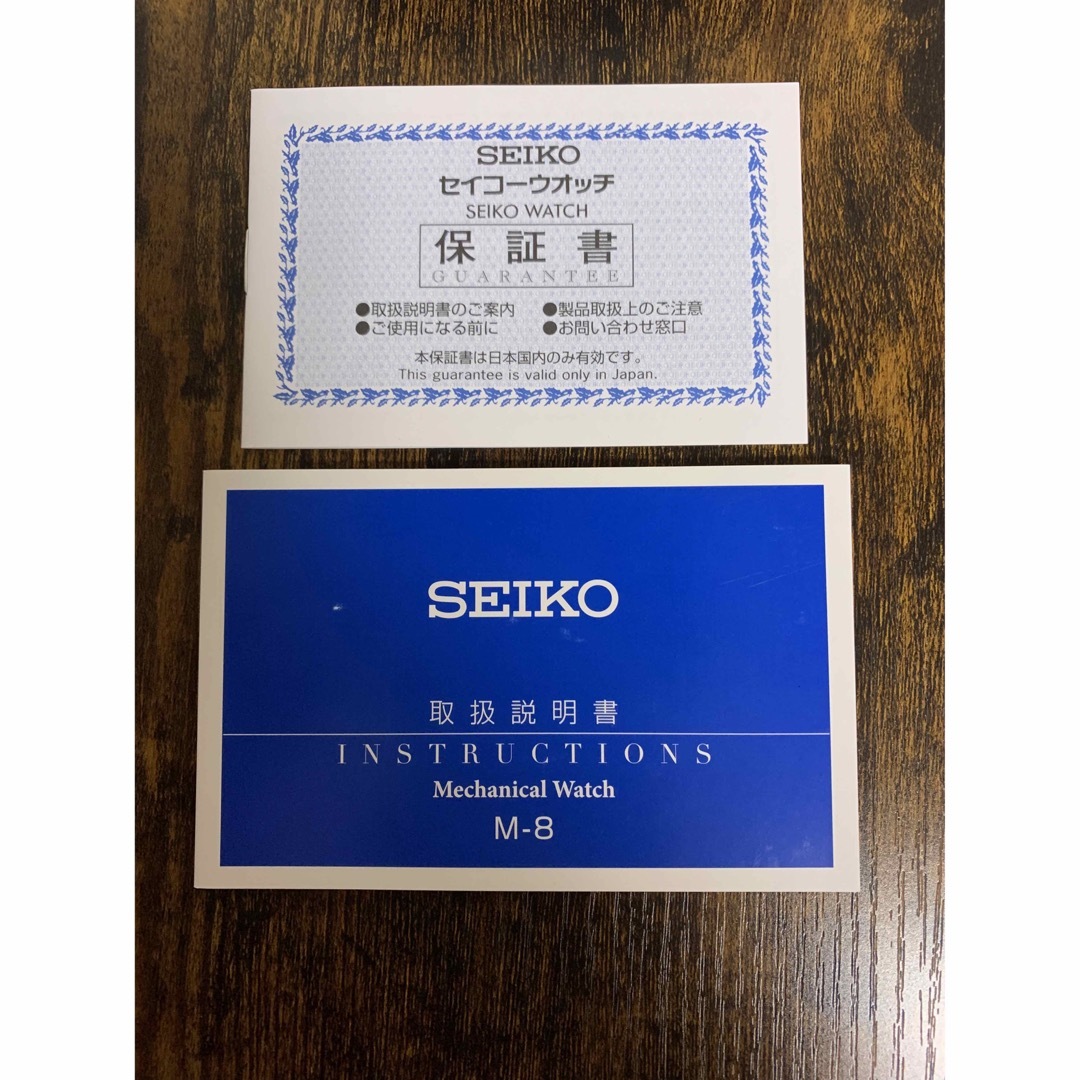 SEIKO
セイコーウオッチ
SEIKO WATCH
保証書
GUARANTEE
●取扱説明書のご案内 ●製品取扱上のご注意
●ご使用になる前に ●お問い合わせ窓口
本保証書は日本国内のみ有効です。
This guarantee is valid only in Japan.
SEIKO
取扱説明書
INSTRUCTIONS
Mechanical Watch
M-8